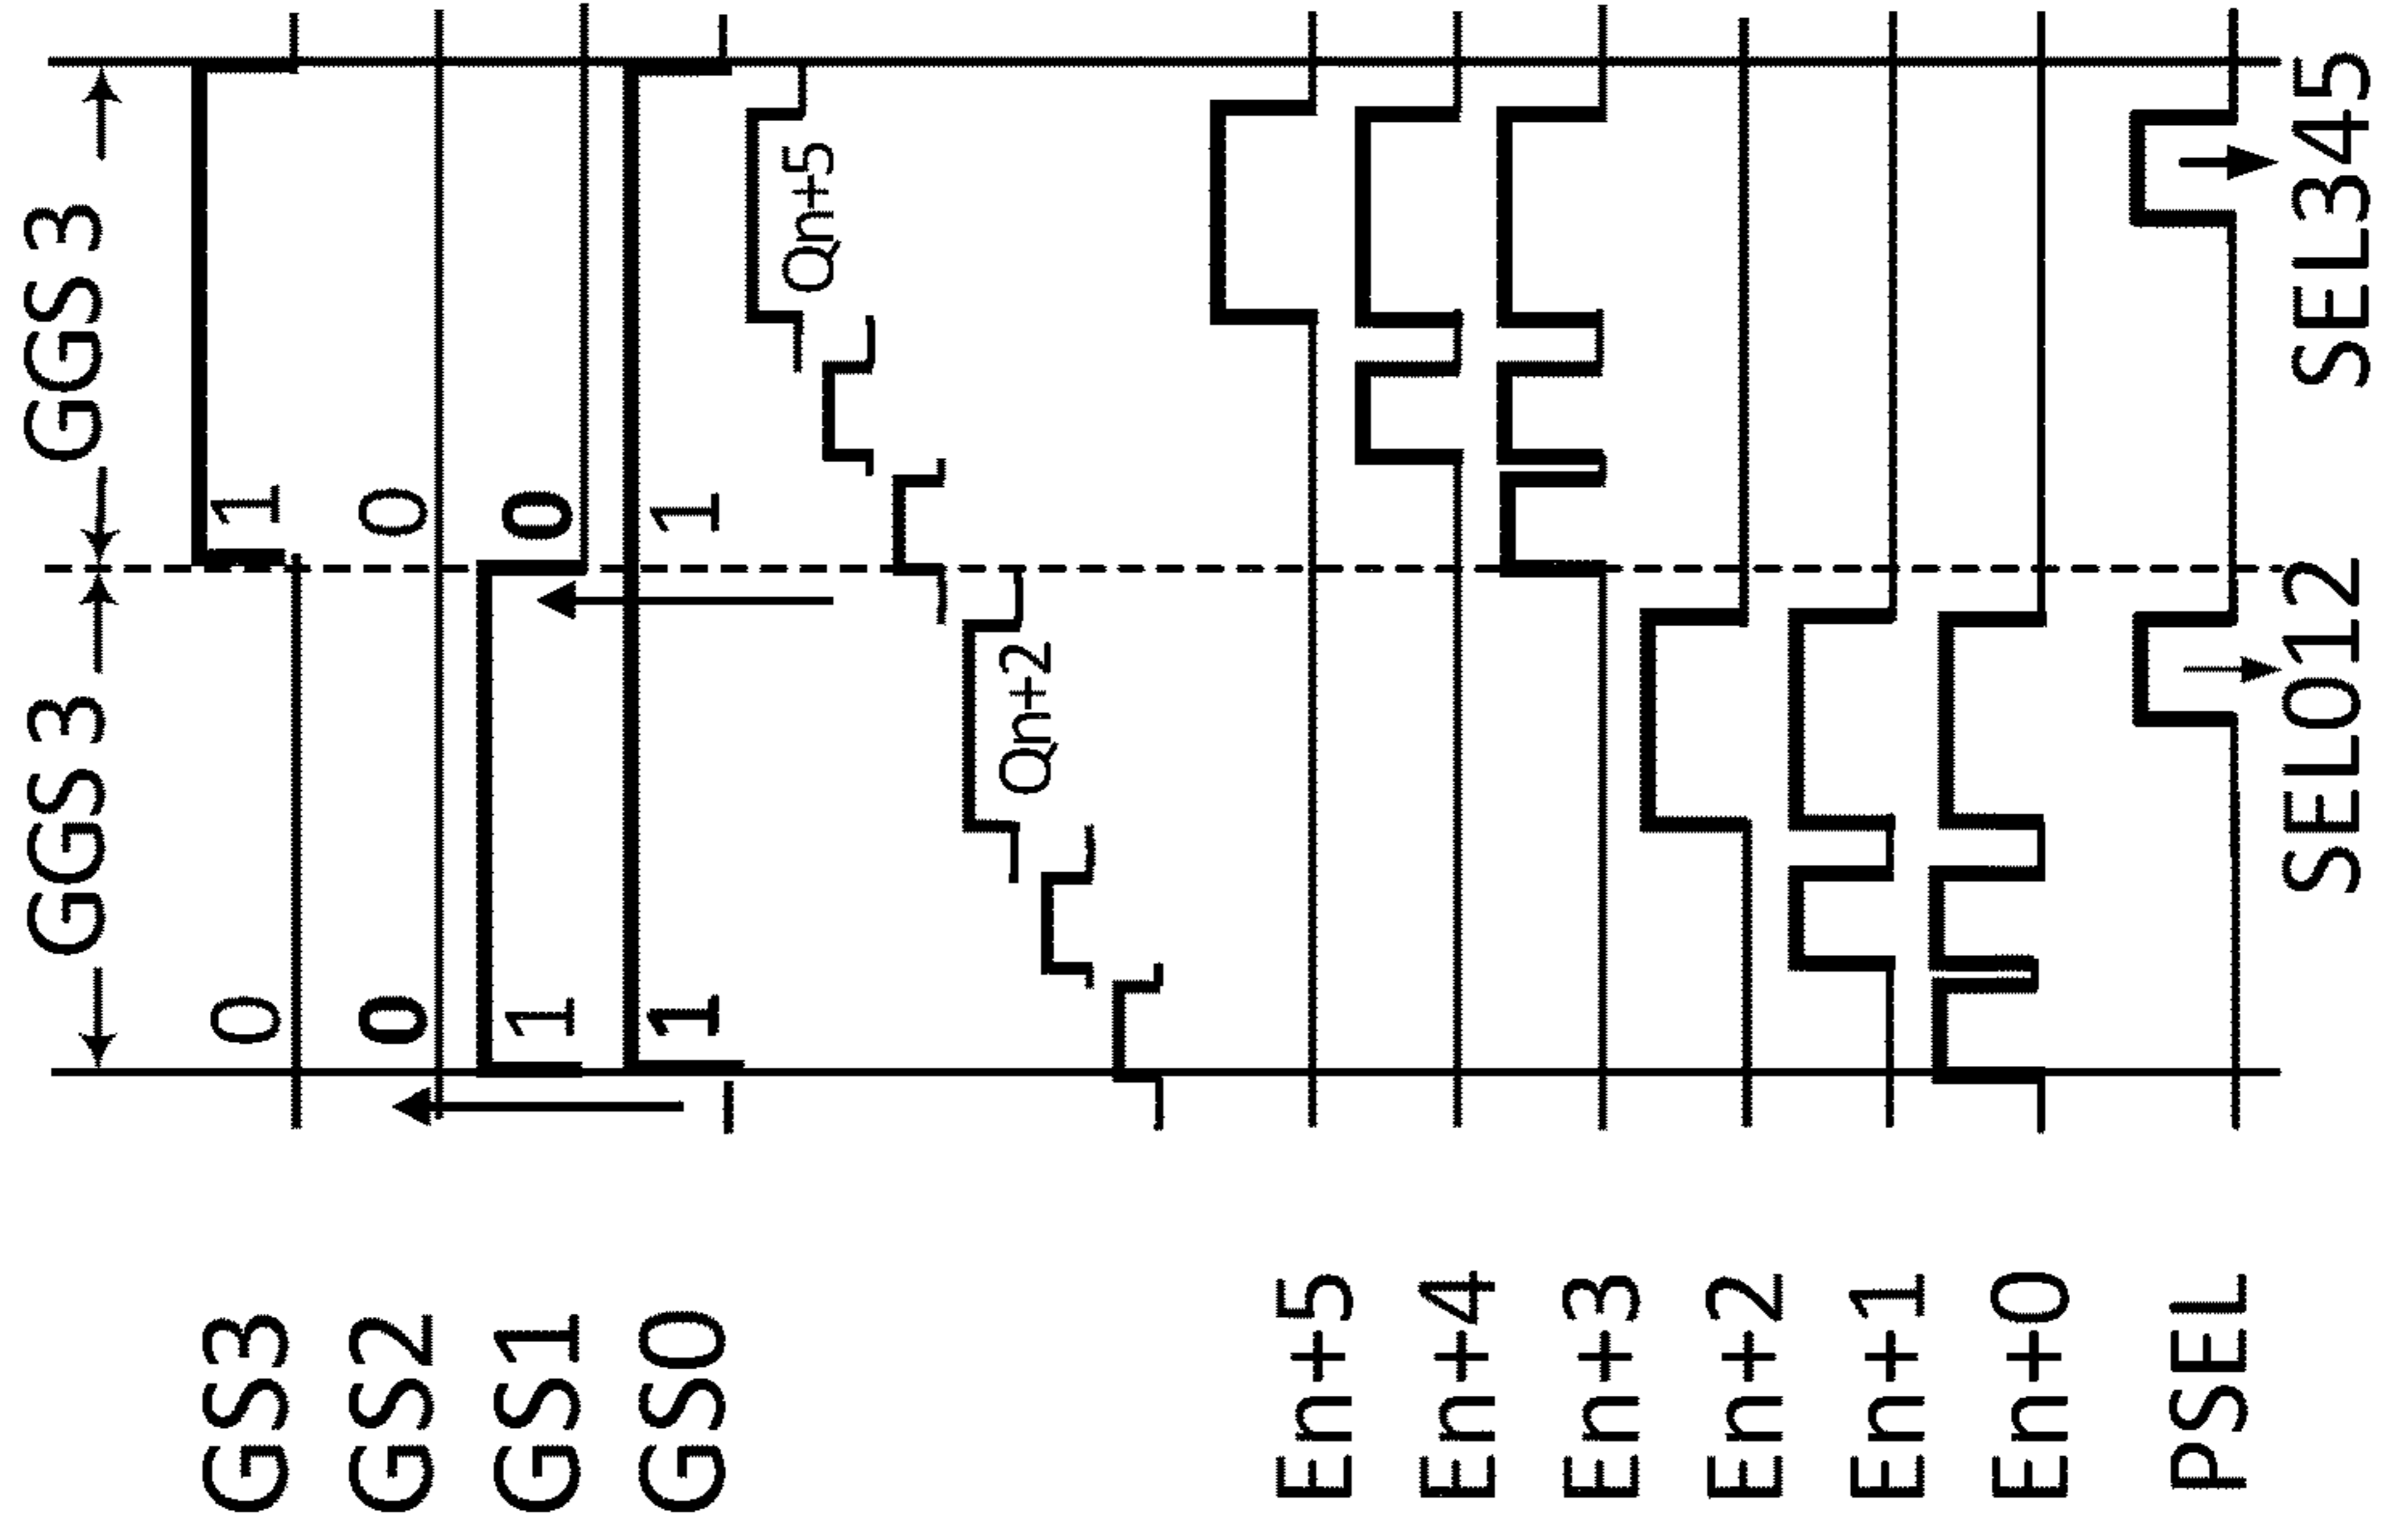 GGS 3 GGS 3
GS3 0 1
GS2 0 0
GS1 1 0
GS0 1 1
Qn+5
Qn+2
En+5
En+4
En+3
En+2
En+1
En+0
PSEL
SEL012 SEL345